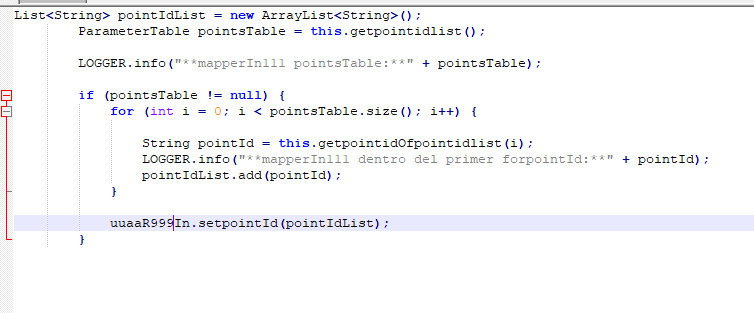 List<String> pointIdList = new ArrayList<String>();
ParameterTable pointsTable = this.getpointidlist();
LOGGER.info("**mapperIn111 pointsTable:**" + pointsTable);
if (pointsTable != null) {
for (int i = 0; i < pointsTable.size(); i++) {
String pointId = this.getpointidOfpointidlist(i);
LOGGER.info("**mapperIn111 dentro del primer forpointId:**" + pointId);
pointIdList.add(pointId);
}
uuaaR999In.setpointId(pointIdList);
}